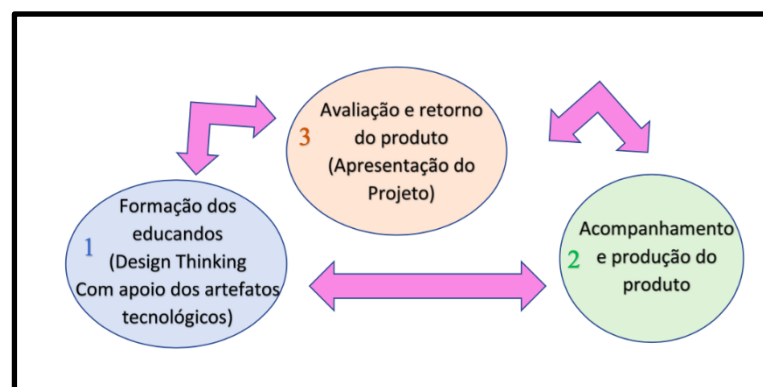 Avaliação e retorno
3
do produto
(Apresentação do
Projeto)
Formação dos
educandos
1
(Design Thinking
Com apoio dos artefatos
tecnológicos)
Acompanhamento
2
e produção do
produto